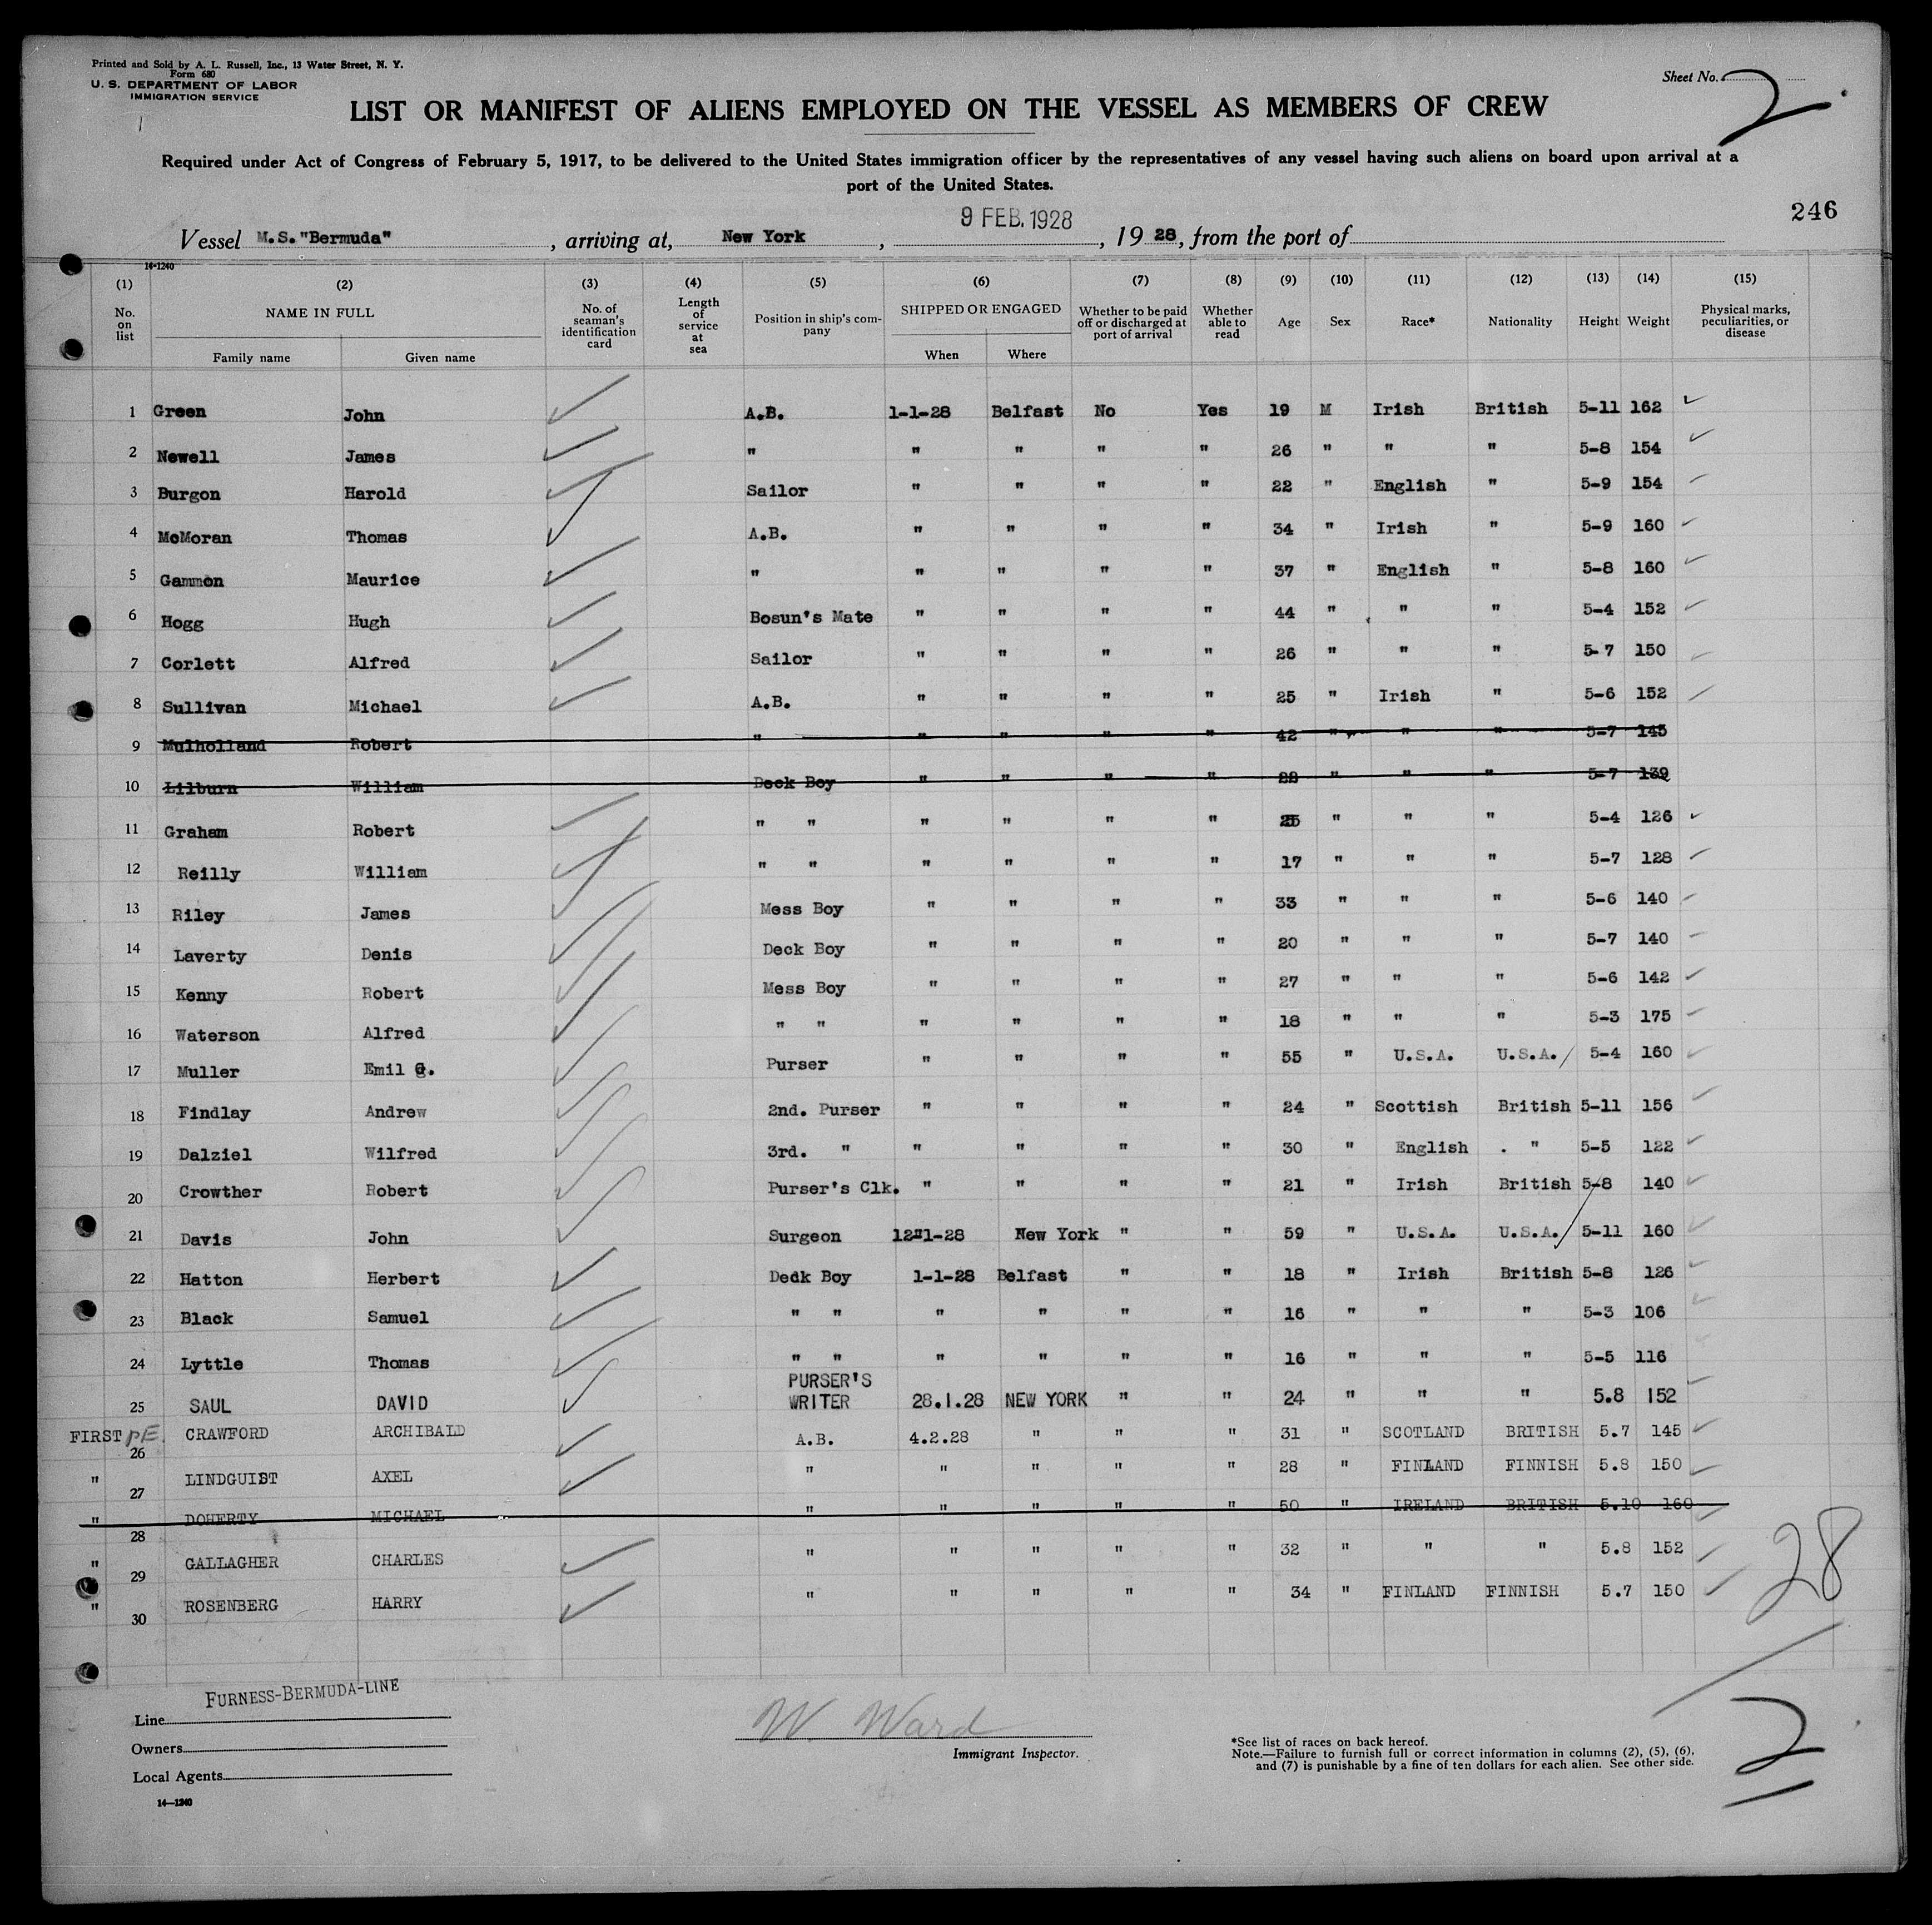 Printed and Sold by A. L. Russell, Inc., 13 Water Street, N. Y.
Form 680
U. S. DEPARTMENT OF LABOR
IMMIGRATION SERVICE
Sheet No. 2
LIST OR MANIFEST OF ALIENS EMPLOYED ON THE VESSEL AS MEMBERS OF CREW
Required under Act of Congress of February 5, 1917, to be delivered to the United States immigration officer by the representatives of any vessel having such aliens on board upon arrival at a
port of the United States.
246
9 FEB. 1928
Vessel M.S."Bermuda", arriving at, New York, , 19 28, from the port of
14-1240
(1) (2) (3) (4) (5) (6) (7) (8) (9) (10) (11) (12) (13) (14) (15)
No. on list NAME IN FULL Family name Given name No. of seaman's identification card Length of service at sea Position in ship's company SHIPPED OR ENGAGED When Where Whether to be paid off or discharged at port of arrival Whether able to read Age Sex Race* Nationality Height Weight Physical marks, peculiarities, or disease
1 Green John A.B. 1-1-28 Belfast No Yes 19 M Irish British 5-11 162
2 Newell James " " " " " 26 " " " 5-8 154
3 Burgon Harold Sailor " " " " 22 " English " 5-9 154
4 McMoran Thomas A.B. " " " " 34 " Irish " 5-9 160
5 Gammon Maurice " " " " " 37 " English " 5-8 160
6 Hogg Hugh Bosun's Mate " " " " 44 " " " 5-4 152
7 Corlett Alfred Sailor " " " " 26 " " " 5-7 150
8 Sullivan Michael A.B. " " " " 25 " Irish " 5-6 152
9 Mulholland Robert " " " " " 42 " " " 5-7 145
10 Lilburn William Deck Boy " " " " 22 " " " 5-7 139
11 Graham Robert " " " " " " " " " 5-4 126
12 Reilly William " " " " " " 17 " " " 5-7 128
13 Riley James Mess Boy " " " " 33 " " " 5-6 140
14 Laverty Denis Deck Boy " " " " 20 " " " 5-7 140
15 Kenny Robert Mess Boy " " " " 27 " " " 5-6 142
16 Waterson Alfred " " " " " " 18 " " " 5-3 175
17 Muller Emil G. Purser " " " " 55 " U.S.A. U.S.A. 5-4 160
18 Findlay Andrew 2nd. Purser " " " " 24 " Scottish British 5-11 156
19 Dalziel Wilfred 3rd. " " " " " 30 " English . " 5-5 122
20 Crowther Robert Purser's Clk. " " " " 21 " Irish British 5-8 140
21 Davis John Surgeon 12"1-28 New York " " 59 " U.S.A. U.S.A. 5-11 160
22 Hatton Herbert Dedk Boy 1-1-28 Belfast " " 18 " Irish British 5-8 126
23 Black Samuel " " " " " " 16 " " " 5-3 106
24 Lyttle Thomas " " " " " " 16 " " " 5-5 116
25 SAUL DAVID PURSER'S WRITER 28.1.28 NEW YORK " " 24 " " " 5.8 152
FIRST PE. 26 CRAWFORD ARCHIBALD A.B. 4.2.28 " " " 31 " SCOTLAND BRITISH 5.7 145
" 27 LINDGUIST AXEL " " " " " 28 " FINLAND FINNISH 5.8 150
" 28 DOHERTY MICHAEL " " " " " 50 " IRELAND BRITISH 5.10 160
" 29 GALLAGHER CHARLES " " " " " 32 " " " 5.8 152
" 30 ROSENBERG HARRY " " " " " 34 " FINLAND FINNISH 5.7 150
28
2
Line FURNESS-BERMUDA-LINE
Owners
Local Agents
14—1240
W. Ward
Immigrant Inspector.
*See list of races on back hereof.
Note.—Failure to furnish full or correct information in columns (2), (5), (6),
and (7) is punishable by a fine of ten dollars for each alien. See other side.